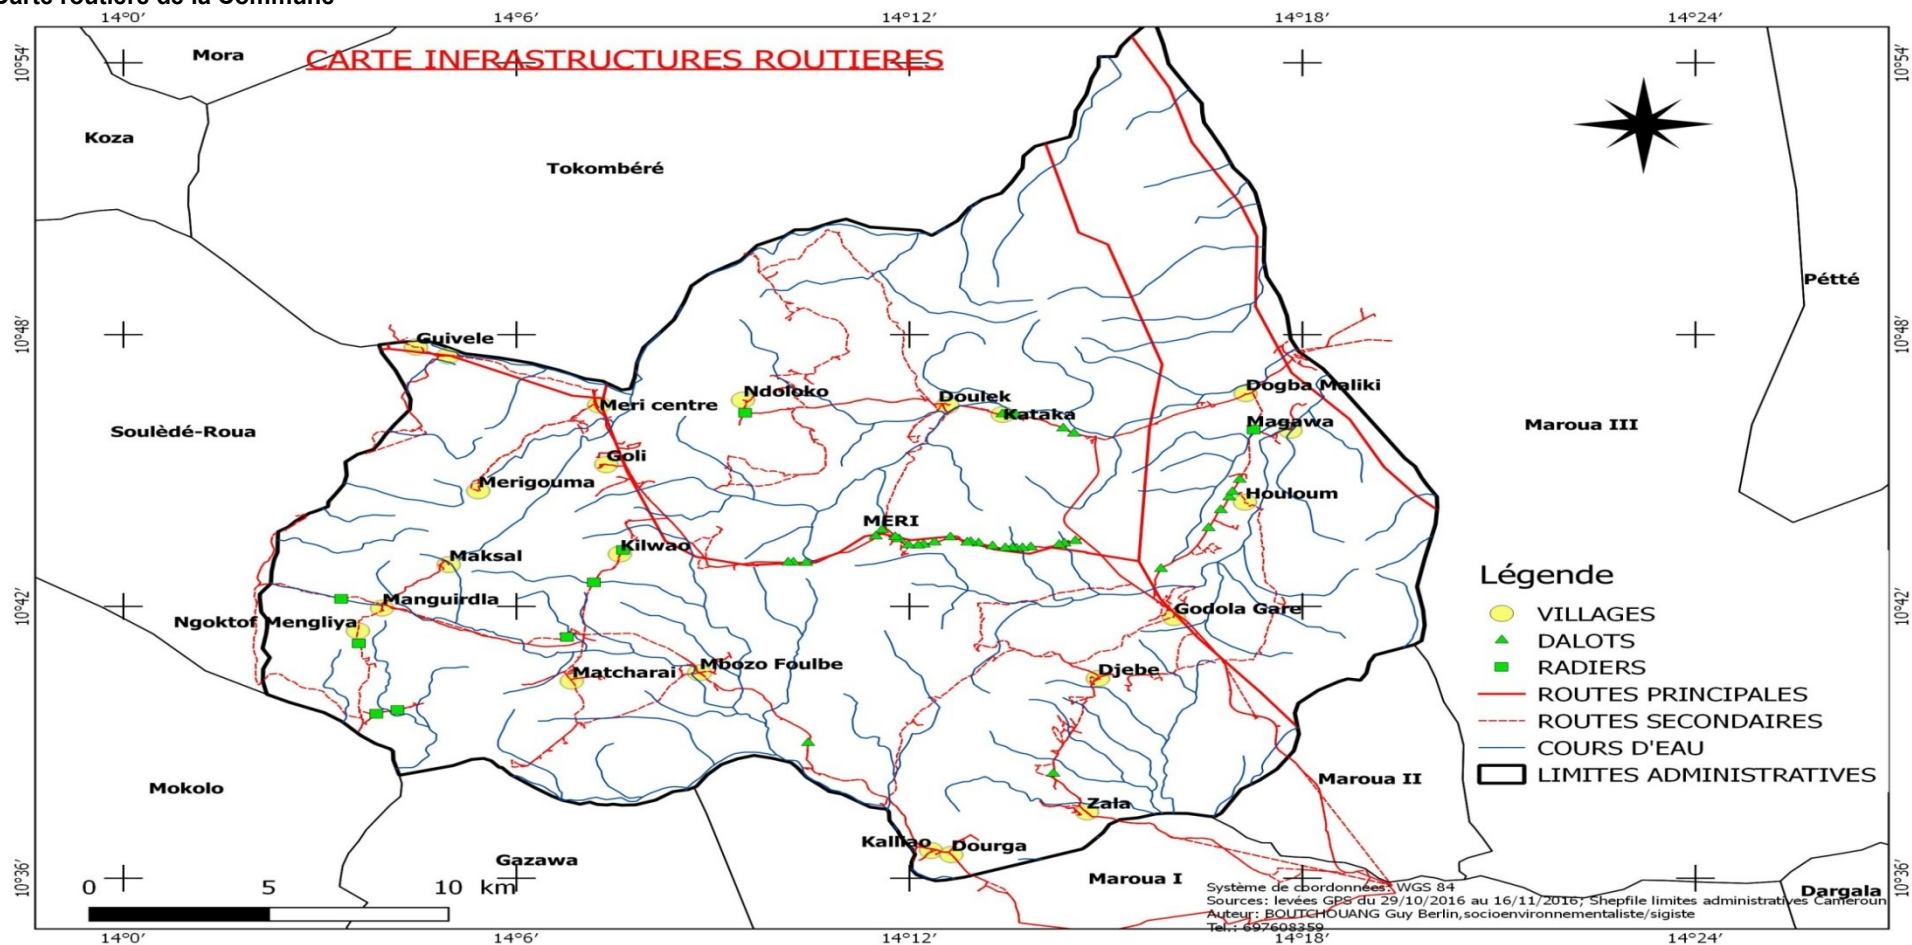 Carte routière de la Commune
14°0' 14°6' 14°12' 14°18' 14°24'
CARTE INFRASTRUCTURES ROUTIERES
10°54' 10°54'
Mora
Koza
Tokombéré
Pétté
10°48' 10°48'
Guivele
Meri centre
Ndoloko
Doulek
Kataka
Dogba Maliki
Magawa
Soulèdé-Roua
Maroua III
Goli
Merigouma
Houloum
MERI
Kilwao
Maksal
Manguirdla
Ngoktof Mengliya
Godola Gare
10°42' 10°42'
Mbozo Foulbe
Matcharai
Djebe
Légende
VILLAGES
DALOTS
RADIERS
ROUTES PRINCIPALES
ROUTES SECONDAIRES
COURS D'EAU
LIMITES ADMINISTRATIVES
Mokolo
Maroua II
Zala
Kalliao
Dourga
Gazawa
Maroua I
Dargala
10°36' 10°36'
0 5 10 km
Système de coordonnées: WGS 84
Sources: levées GPS du 29/10/2016 au 16/11/2016; Shepfile limites administratives Cameroun
Auteur: BOUTCHOUANG Guy Berlin,socioenvironnementaliste/sigiste
Tel.: 697608359
14°0' 14°6' 14°12' 14°18' 14°24'